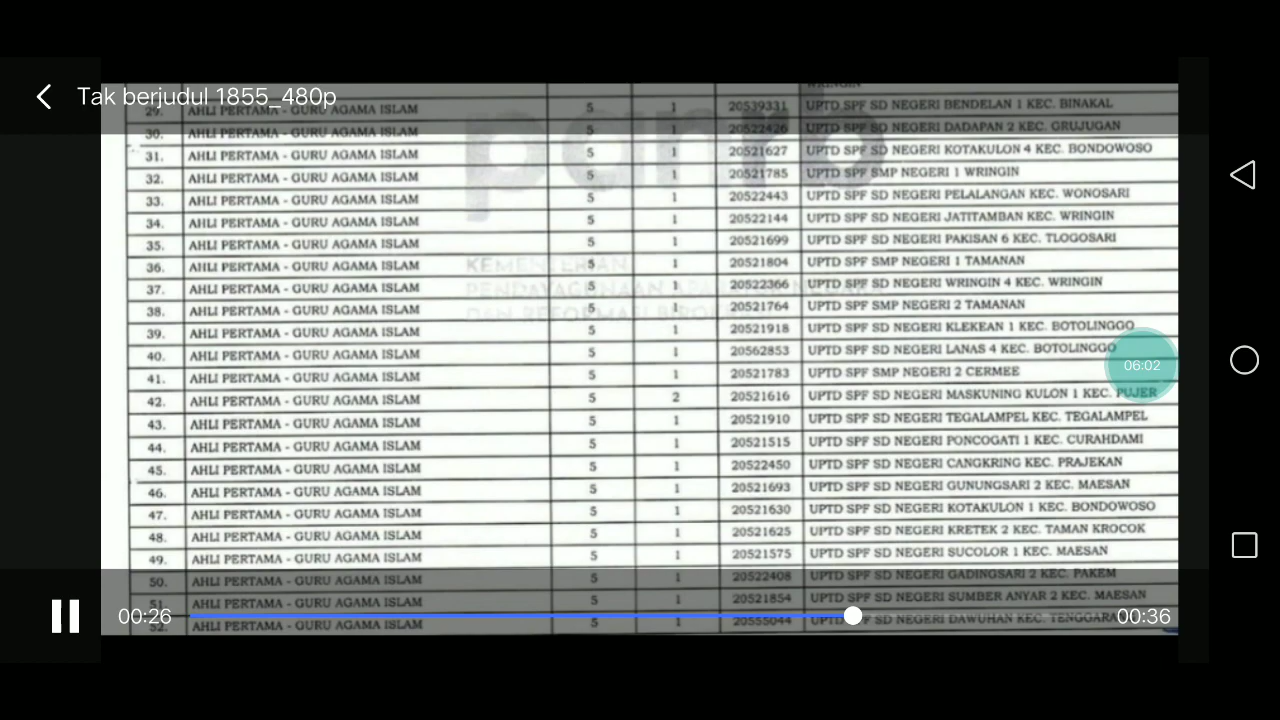 WRINGIN
Tak berjudul 1855_480p
29. AHLI PERTAMA - GURU AGAMA ISLAM 5 1 20539331 UPTD SPF SD NEGERI BENDELAN 1 KEC. BINAKAL
30. AHLI PERTAMA - GURU AGAMA ISLAM 5 1 20522426 UPTD SPF SD NEGERI DADAPAN 2 KEC. GRUJUGAN
31. AHLI PERTAMA - GURU AGAMA ISLAM 5 1 20521627 UPTD SPF SD NEGERI KOTAKULON 4 KEC. BONDOWOSO
32. AHLI PERTAMA - GURU AGAMA ISLAM 5 1 20521785 UPTD SPF SMP NEGERI 1 WRINGIN
33. AHLI PERTAMA - GURU AGAMA ISLAM 5 1 20522443 UPTD SPF SD NEGERI PELALANGAN KEC. WONOSARI
34. AHLI PERTAMA - GURU AGAMA ISLAM 5 1 20522144 UPTD SPF SD NEGERI JATITAMBAN KEC. WRINGIN
35. AHLI PERTAMA - GURU AGAMA ISLAM 5 1 20521699 UPTD SPF SD NEGERI PAKISAN 6 KEC. TLOGOSARI
36. AHLI PERTAMA - GURU AGAMA ISLAM 5 1 20521804 UPTD SPF SMP NEGERI 1 TAMANAN
37. AHLI PERTAMA - GURU AGAMA ISLAM 5 1 20522366 UPTD SPF SD NEGERI WRINGIN 4 KEC. WRINGIN
38. AHLI PERTAMA - GURU AGAMA ISLAM 5 1 20521764 UPTD SPF SMP NEGERI 2 TAMANAN
39. AHLI PERTAMA - GURU AGAMA ISLAM 5 1 20521918 UPTD SPF SD NEGERI KLEKEAN 1 KEC. BOTOLINGGO
40. AHLI PERTAMA - GURU AGAMA ISLAM 5 1 20562853 UPTD SPF SD NEGERI LANAS 4 KEC. BOTOLINGGO
41. AHLI PERTAMA - GURU AGAMA ISLAM 5 1 20521783 UPTD SPF SMP NEGERI 2 CERMEE
42. AHLI PERTAMA - GURU AGAMA ISLAM 5 2 20521616 UPTD SPF SD NEGERI MASKUNING KULON 1 KEC. PUJER
43. AHLI PERTAMA - GURU AGAMA ISLAM 5 1 20521910 UPTD SPF SD NEGERI TEGALAMPEL KEC. TEGALAMPEL
44. AHLI PERTAMA - GURU AGAMA ISLAM 5 1 20521515 UPTD SPF SD NEGERI PONCOGATI 1 KEC. CURAHDAMI
45. AHLI PERTAMA - GURU AGAMA ISLAM 5 1 20522450 UPTD SPF SD NEGERI CANGKRING KEC. PRAJEKAN
46. AHLI PERTAMA - GURU AGAMA ISLAM 5 1 20521693 UPTD SPF SD NEGERI GUNUNGSARI 2 KEC. MAESAN
47. AHLI PERTAMA - GURU AGAMA ISLAM 5 1 20521630 UPTD SPF SD NEGERI KOTAKULON 1 KEC. BONDOWOSO
48. AHLI PERTAMA - GURU AGAMA ISLAM 5 1 20521625 UPTD SPF SD NEGERI KRETEK 2 KEC. TAMAN KROCOK
49. AHLI PERTAMA - GURU AGAMA ISLAM 5 1 20521575 UPTD SPF SD NEGERI SUCOLOR 1 KEC. MAESAN
50. AHLI PERTAMA - GURU AGAMA ISLAM 5 1 20522408 UPTD SPF SD NEGERI GADINGSARI 2 KEC. PAKEM
51. AHLI PERTAMA - GURU AGAMA ISLAM 5 1 20521854 UPTD SPF SD NEGERI SUMBER ANYAR 2 KEC. MAESAN
52. AHLI PERTAMA - GURU AGAMA ISLAM 5 1 20555044 UPTD SPF SD NEGERI DAWUHAN KEC.
panrb
KEMENTERIAN
PENDAYAGUNAAN APARATUR NEGARA
DAN REFORMASI BIROKRASI
06:02
00:26
00:36